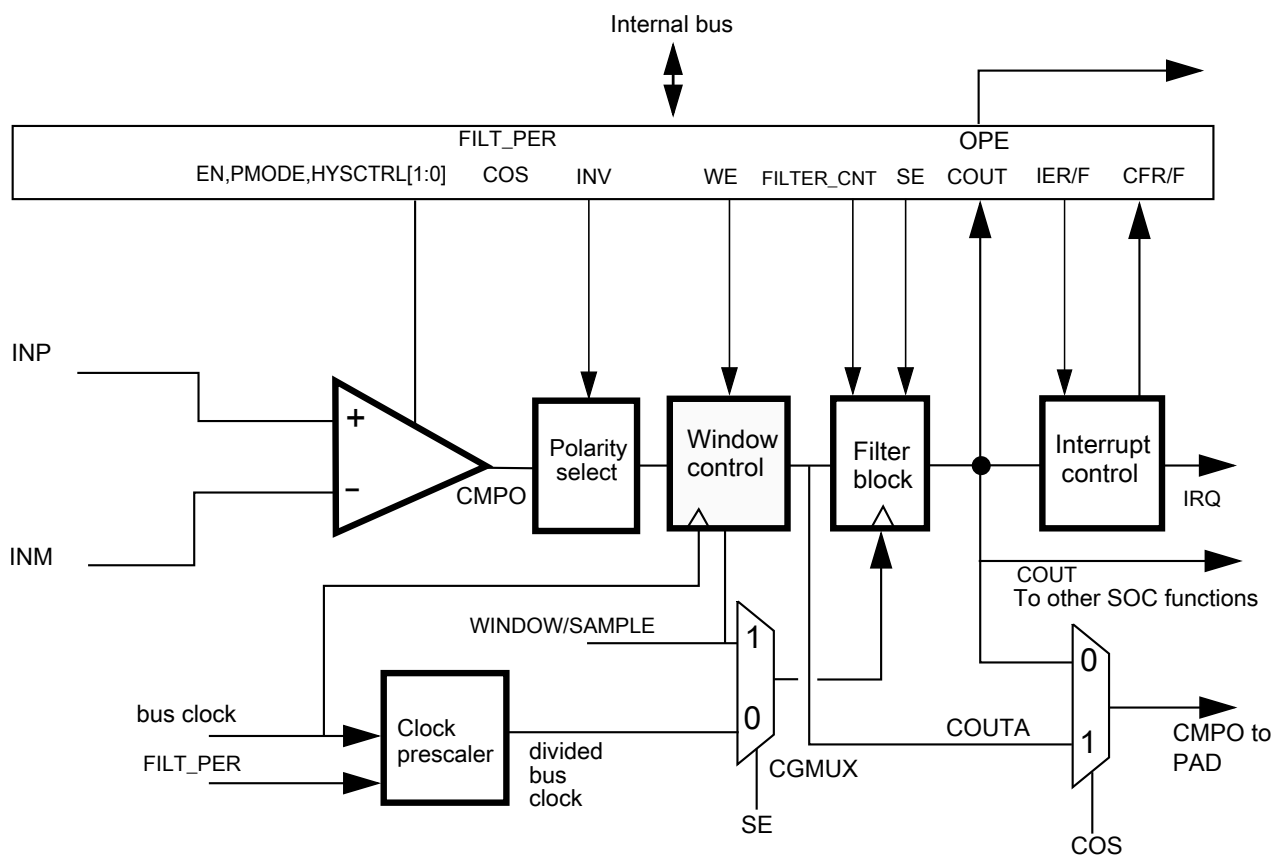 Internal bus
FILT_PER
OPE
EN,PMODE,HYSCTRL[1:0]
COS
INV
WE
FILTER_CNT
SE
COUT
IER/F
CFR/F
INP
+
−
INM
CMPO
Polarity
select
Window
control
Filter
block
Interrupt
control
IRQ
COUT
To other SOC functions
WINDOW/SAMPLE
1
0
bus clock
FILT_PER
Clock
prescaler
divided
bus
clock
CGMUX
SE
0
1
COUTA
CMPO to
PAD
COS